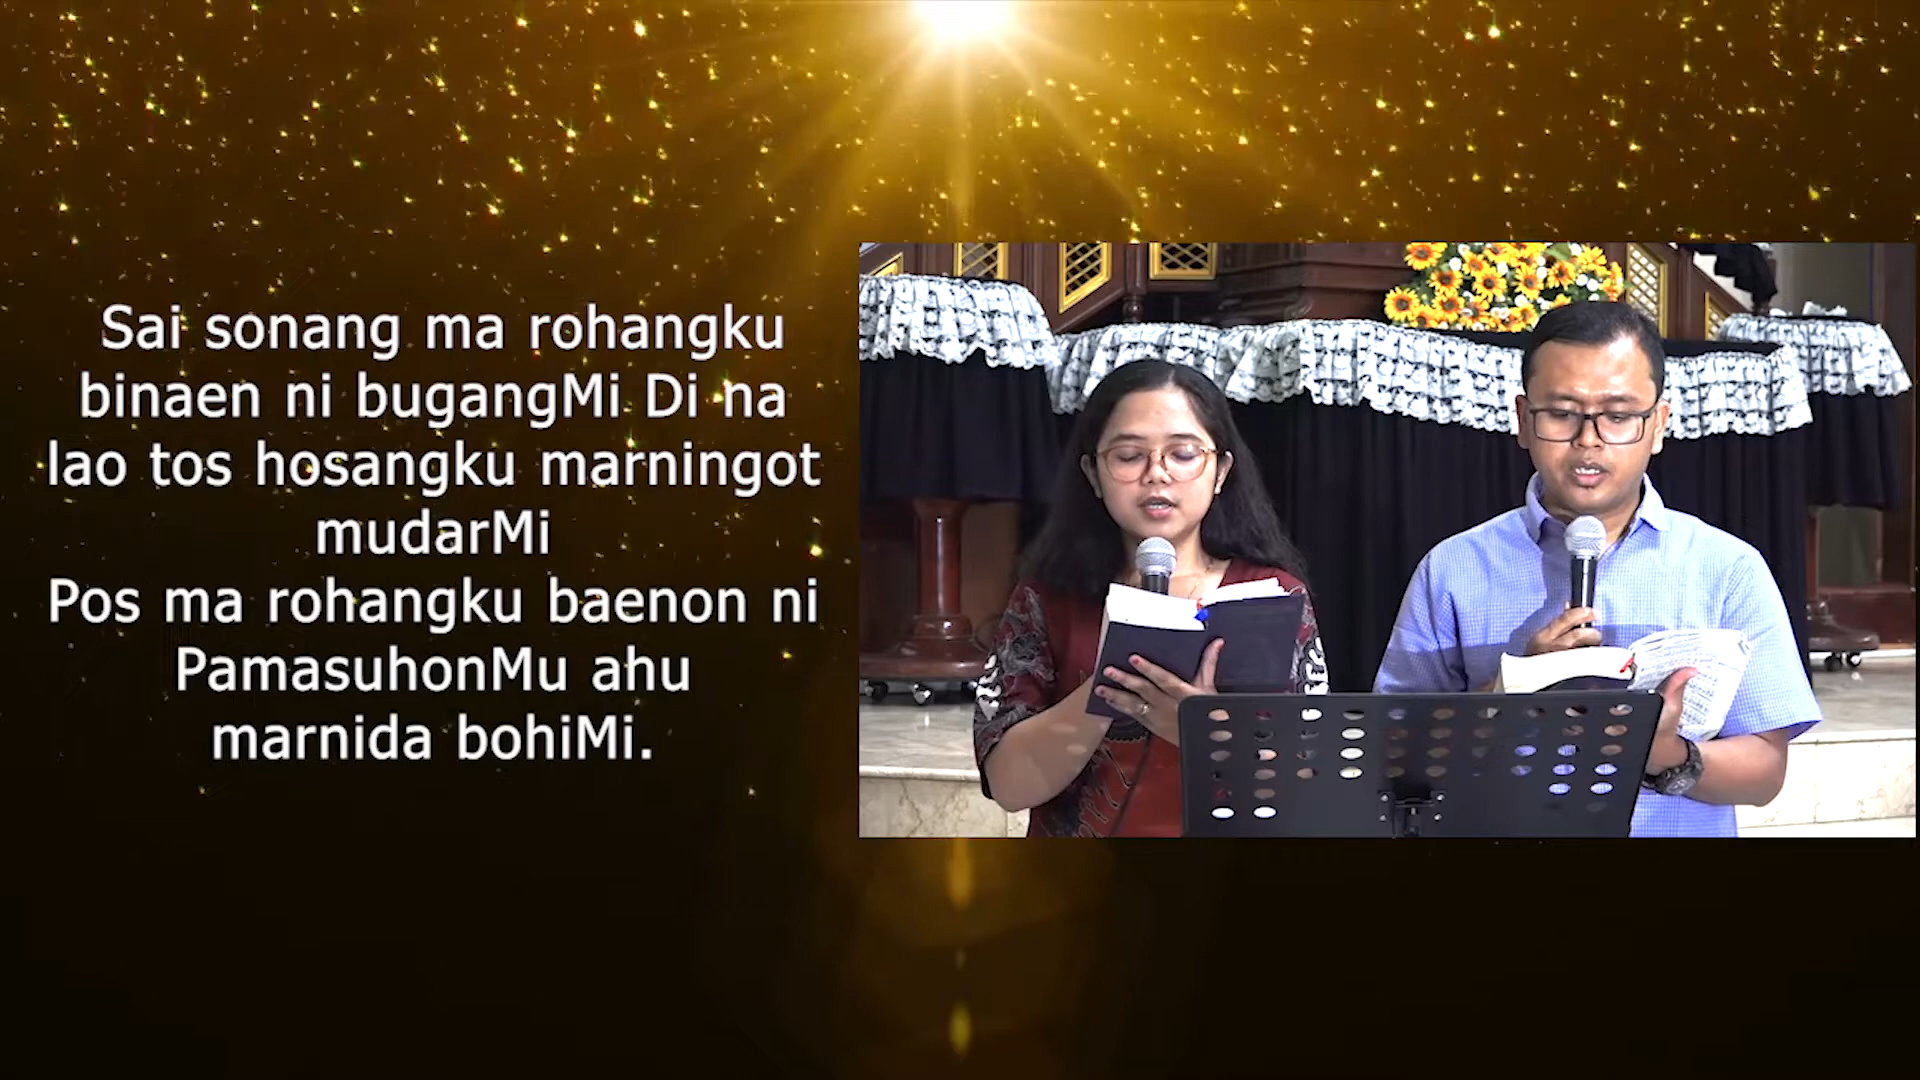 Sai sonang ma rohangku
binaen ni bugangMi Di na
lao tos hosangku marningot
mudarMi
Pos ma rohangku baenon ni
PamasuhonMu ahu
marnida bohiMi.